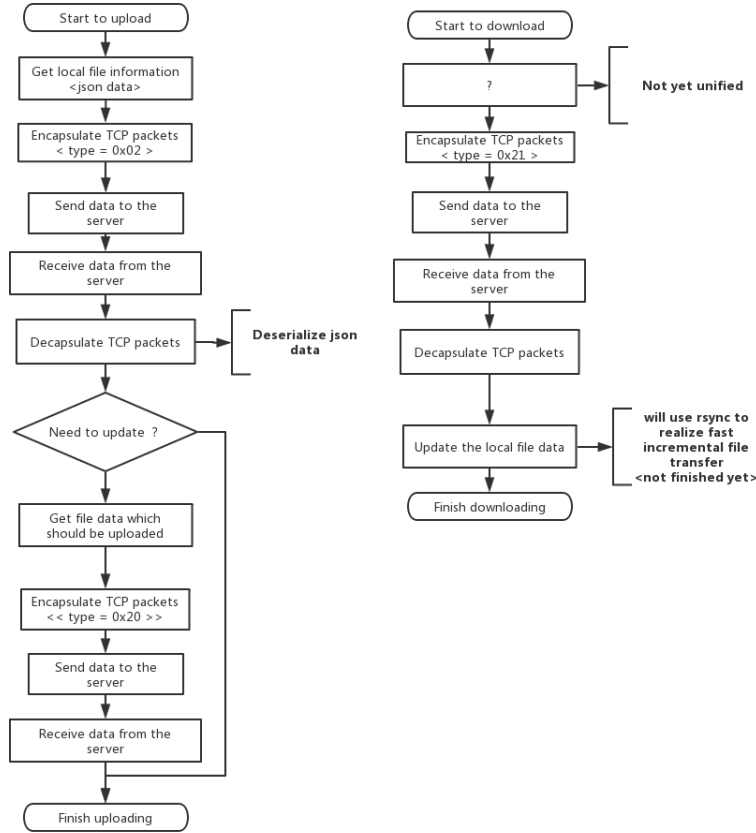 Start to upload
Get local file information
<json data>
Encapsulate TCP packets
< type = 0x02 >
Send data to the
server
Receive data from the
server
Decapsulate TCP packets
Deserialize json
data
Need to update ?
Get file data which
should be uploaded
Encapsulate TCP packets
<< type = 0x20 >>
Send data to the
server
Receive data from the
server
Finish uploading
Start to download
?
Not yet unified
Encapsulate TCP packets
< type = 0x21 >
Send data to the
server
Receive data from the
server
Decapsulate TCP packets
Update the local file data
will use rsync to
realize fast
incremental file
transfer
<not finished yet>
Finish downloading